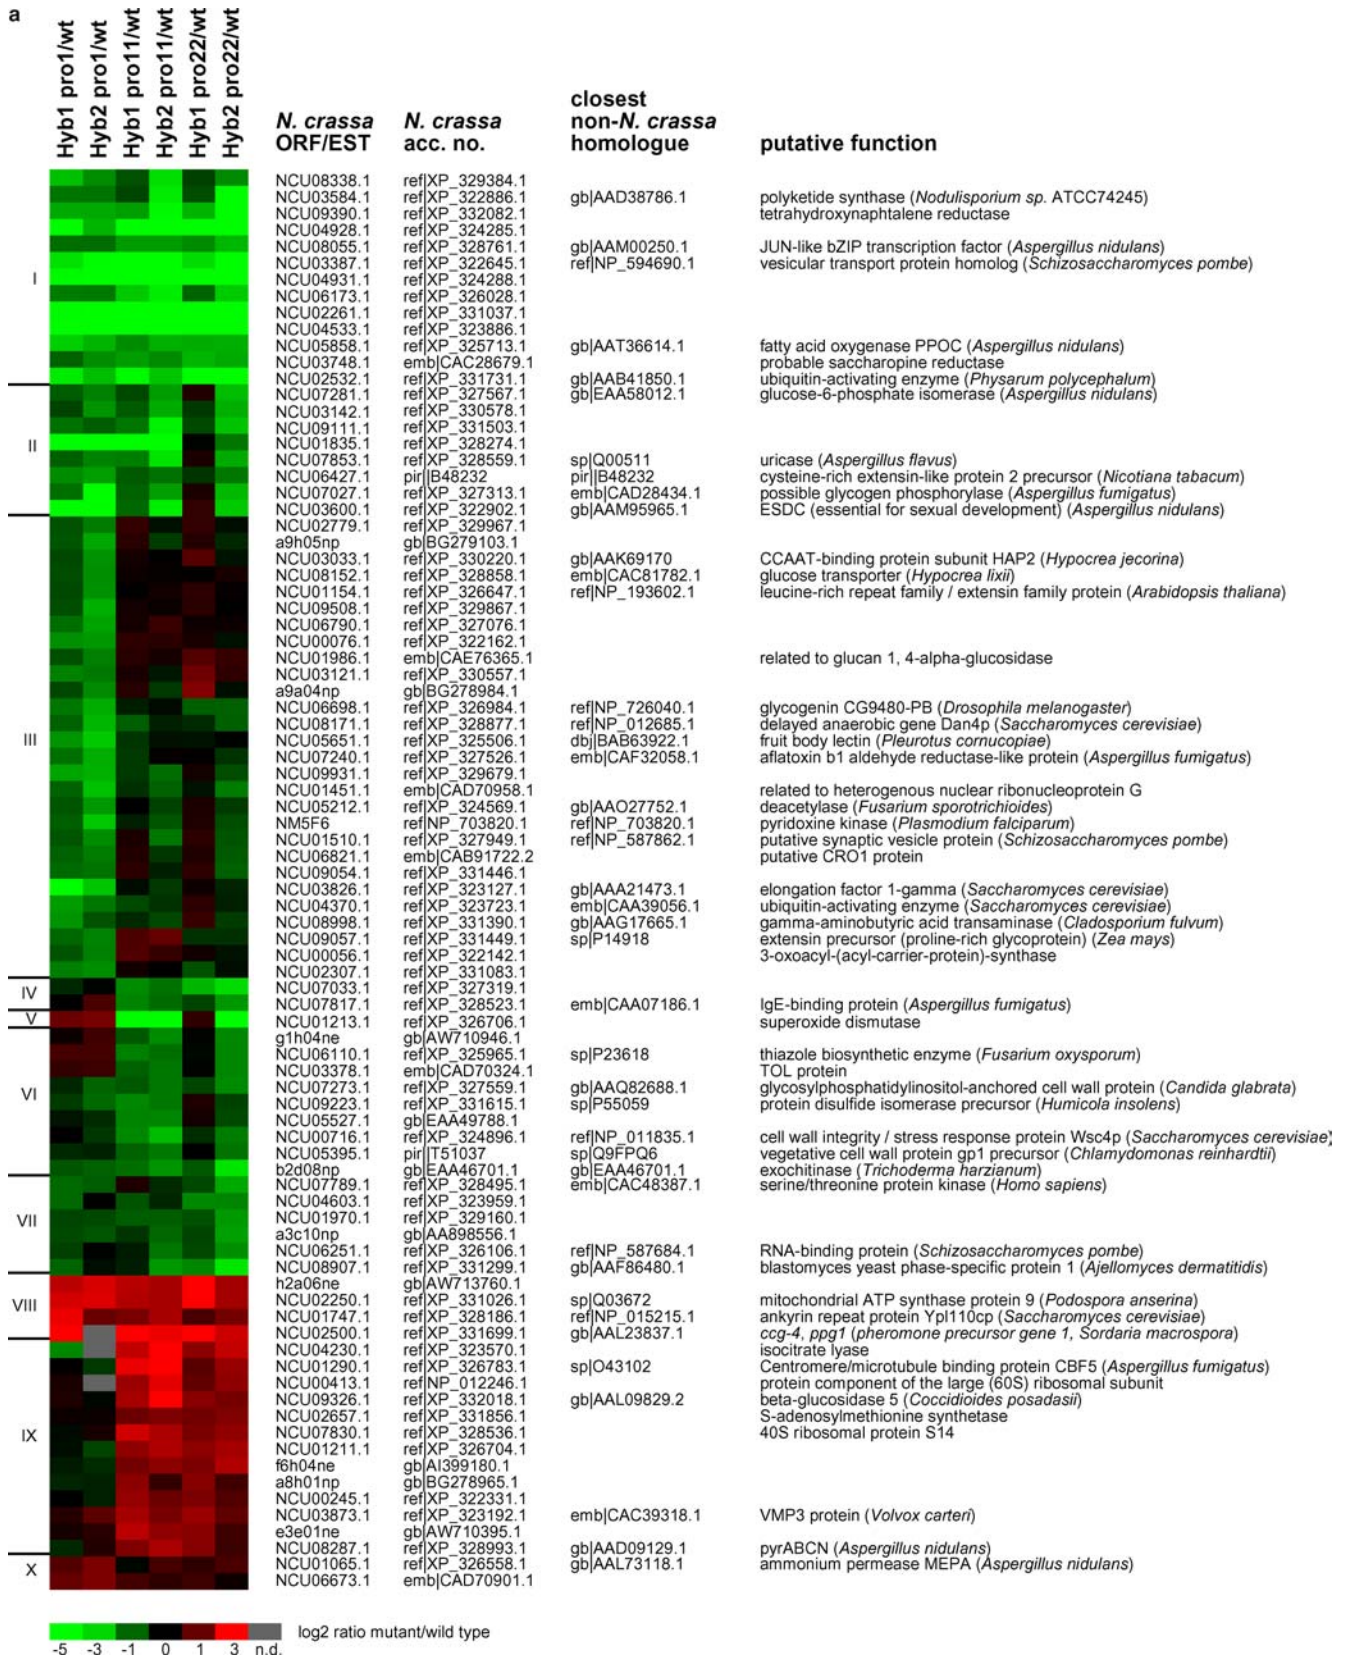 a
Hyb1 pro1/wt
Hyb2 pro1/wt
Hyb1 pro11/wt
Hyb2 pro11/wt
Hyb1 pro22/wt
Hyb2 pro22/wt
N. crassa ORF/EST
N. crassa acc. no.
closest non-N. crassa homologue
putative function
I
NCU08338.1 ref|XP_329384.1
NCU03584.1 ref|XP_322886.1 gb|AAD38786.1 polyketide synthase (Nodulisporium sp. ATCC74245)
NCU09390.1 ref|XP_332082.1 tetrahydroxynaphtalene reductase
NCU04928.1 ref|XP_324285.1
NCU08055.1 ref|XP_328761.1 gb|AAM00250.1 JUN-like bZIP transcription factor (Aspergillus nidulans)
NCU03387.1 ref|XP_322645.1 ref|NP_594690.1 vesicular transport protein homolog (Schizosaccharomyces pombe)
NCU04931.1 ref|XP_324288.1
NCU06173.1 ref|XP_326028.1
NCU02261.1 ref|XP_331037.1
NCU04533.1 ref|XP_323886.1
NCU05858.1 ref|XP_325713.1 gb|AAT36614.1 fatty acid oxygenase PPOC (Aspergillus nidulans)
NCU03748.1 emb|CAC28679.1 probable saccharopine reductase
NCU02532.1 ref|XP_331731.1 gb|AAB41850.1 ubiquitin-activating enzyme (Physarum polycephalum)
II
NCU07281.1 ref|XP_327567.1 gb|EAA58012.1 glucose-6-phosphate isomerase (Aspergillus nidulans)
NCU03142.1 ref|XP_330578.1
NCU09111.1 ref|XP_331503.1
NCU01835.1 ref|XP_328274.1
NCU07853.1 ref|XP_328559.1 sp|Q00511 uricase (Aspergillus flavus)
NCU06427.1 pir||B48232 pir||B48232 cysteine-rich extensin-like protein 2 precursor (Nicotiana tabacum)
NCU07027.1 ref|XP_327313.1 emb|CAD28434.1 possible glycogen phosphorylase (Aspergillus fumigatus)
NCU03600.1 ref|XP_322902.1 gb|AAM95965.1 ESDC (essential for sexual development) (Aspergillus nidulans)
III
NCU02779.1 ref|XP_329967.1
a9h05np gb|BG279103.1
NCU03033.1 ref|XP_330220.1 gb|AAK69170 CCAAT-binding protein subunit HAP2 (Hypocrea jecorina)
NCU08152.1 ref|XP_328858.1 emb|CAC81782.1 glucose transporter (Hypocrea lixii)
NCU01154.1 ref|XP_326647.1 ref|NP_193602.1 leucine-rich repeat family / extensin family protein (Arabidopsis thaliana)
NCU09508.1 ref|XP_329867.1
NCU06790.1 ref|XP_327076.1
NCU00076.1 ref|XP_322162.1
NCU01986.1 emb|CAE76365.1 related to glucan 1, 4-alpha-glucosidase
NCU03121.1 ref|XP_330557.1
a9a04np gb|BG278984.1
NCU06698.1 ref|XP_326984.1 ref|NP_726040.1 glycogenin CG9480-PB (Drosophila melanogaster)
NCU08171.1 ref|XP_328877.1 ref|NP_012685.1 delayed anaerobic gene Dan4p (Saccharomyces cerevisiae)
NCU05651.1 ref|XP_325506.1 dbj|BAB63922.1 fruit body lectin (Pleurotus cornucopiae)
NCU07240.1 ref|XP_327526.1 emb|CAF32058.1 aflatoxin b1 aldehyde reductase-like protein (Aspergillus fumigatus)
NCU09931.1 ref|XP_329679.1
NCU01451.1 emb|CAD70958.1 related to heterogenous nuclear ribonucleoprotein G
NCU05212.1 ref|XP_324569.1 gb|AAO27752.1 deacetylase (Fusarium sporotrichioides)
NM5F6 ref|NP_703820.1 ref|NP_703820.1 pyridoxine kinase (Plasmodium falciparum)
NCU01510.1 ref|XP_327949.1 ref|NP_587862.1 putative synaptic vesicle protein (Schizosaccharomyces pombe)
NCU06821.1 emb|CAB91722.2 putative CRO1 protein
NCU09054.1 ref|XP_331446.1
NCU03826.1 ref|XP_323127.1 gb|AAA21473.1 elongation factor 1-gamma (Saccharomyces cerevisiae)
NCU04370.1 ref|XP_323723.1 emb|CAA39056.1 ubiquitin-activating enzyme (Saccharomyces cerevisiae)
NCU08998.1 ref|XP_331390.1 gb|AAG17665.1 gamma-aminobutyric acid transaminase (Cladosporium fulvum)
NCU09057.1 ref|XP_331449.1 sp|P14918 extensin precursor (proline-rich glycoprotein) (Zea mays)
NCU00056.1 ref|XP_322142.1 3-oxoacyl-(acyl-carrier-protein)-synthase
NCU02307.1 ref|XP_331083.1
IV
NCU07033.1 ref|XP_327319.1
NCU07817.1 ref|XP_328523.1 emb|CAA07186.1 IgE-binding protein (Aspergillus fumigatus)
V
NCU01213.1 ref|XP_326706.1 superoxide dismutase
VI
g1h04ne gb|AW710946.1
NCU06110.1 ref|XP_325965.1 sp|P23618 thiazole biosynthetic enzyme (Fusarium oxysporum)
NCU03378.1 emb|CAD70324.1 TOL protein
NCU07273.1 ref|XP_327559.1 gb|AAQ82688.1 glycosylphosphatidylinositol-anchored cell wall protein (Candida glabrata)
NCU09223.1 ref|XP_331615.1 sp|P55059 protein disulfide isomerase precursor (Humicola insolens)
NCU05527.1 gb|EAA49788.1
NCU00716.1 ref|XP_324896.1 ref|NP_011835.1 cell wall integrity / stress response protein Wsc4p (Saccharomyces cerevisiae)
NCU05395.1 pir||T51037 sp|Q9FPQ6 vegetative cell wall protein gp1 precursor (Chlamydomonas reinhardtii)
b2d08np gb|EAA46701.1 gb|EAA46701.1 exochitinase (Trichoderma harzianum)
VII
NCU07789.1 ref|XP_328495.1 emb|CAC48387.1 serine/threonine protein kinase (Homo sapiens)
NCU04603.1 ref|XP_323959.1
NCU01970.1 ref|XP_329160.1
a3c10np gb|AA898556.1
NCU06251.1 ref|XP_326106.1 ref|NP_587684.1 RNA-binding protein (Schizosaccharomyces pombe)
NCU08907.1 ref|XP_331299.1 gb|AAF86480.1 blastomyces yeast phase-specific protein 1 (Ajellomyces dermatitidis)
VIII
h2a06ne gb|AW713760.1
NCU02250.1 ref|XP_331026.1 sp|Q03672 mitochondrial ATP synthase protein 9 (Podospora anserina)
NCU01747.1 ref|XP_328186.1 ref|NP_015215.1 ankyrin repeat protein Ypl110cp (Saccharomyces cerevisiae)
NCU02500.1 ref|XP_331699.1 gb|AAL23837.1 ccg-4, ppg1 (pheromone precursor gene 1, Sordaria macrospora)
IX
NCU04230.1 ref|XP_323570.1 isocitrate lyase
NCU01290.1 ref|XP_326783.1 sp|O43102 Centromere/microtubule binding protein CBF5 (Aspergillus fumigatus)
NCU00413.1 ref|NP_012246.1 protein component of the large (60S) ribosomal subunit
NCU09326.1 ref|XP_332018.1 gb|AAL09829.2 beta-glucosidase 5 (Coccidioides posadasii)
NCU02657.1 ref|XP_331856.1 S-adenosylmethionine synthetase
NCU07830.1 ref|XP_328536.1 40S ribosomal protein S14
NCU01211.1 ref|XP_326704.1
f6h04ne gb|AI399180.1
a8h01np gb|BG278965.1
NCU00245.1 ref|XP_322331.1
NCU03873.1 ref|XP_323192.1 emb|CAC39318.1 VMP3 protein (Volvox carteri)
e3e01ne gb|AW710395.1
NCU08287.1 ref|XP_328993.1 gb|AAD09129.1 pyrABCN (Aspergillus nidulans)
X
NCU01065.1 ref|XP_326558.1 gb|AAL73118.1 ammonium permease MEPA (Aspergillus nidulans)
NCU06673.1 emb|CAD70901.1
log2 ratio mutant/wild type
-5 -3 -1 0 1 3 n.d.